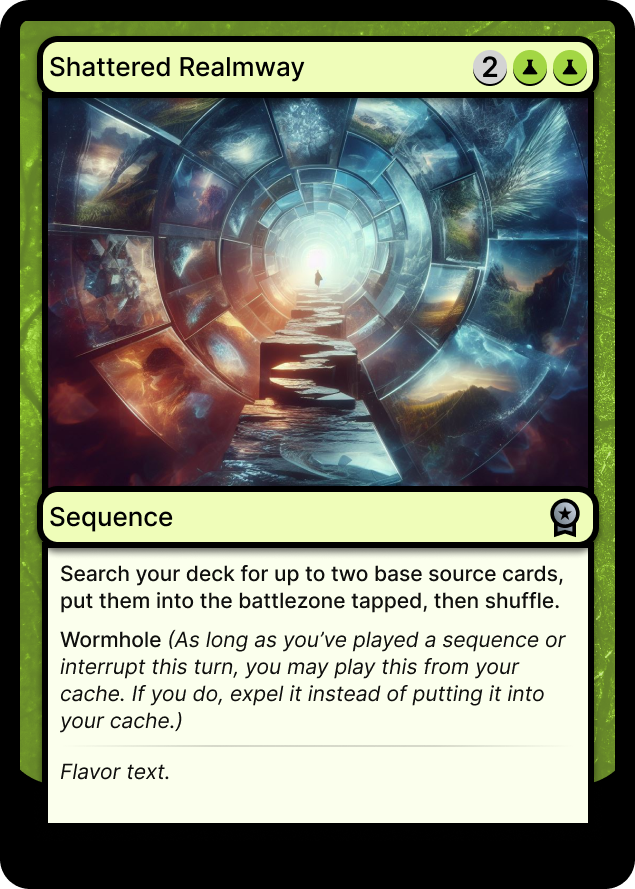 Shattered Realmway
2
Sequence
Search your deck for up to two base source cards,
put them into the battlezone tapped, then shuffle.
Wormhole (As long as you’ve played a sequence or
interrupt this turn, you may play this from your
cache. If you do, expel it instead of putting it into
your cache.)
Flavor text.